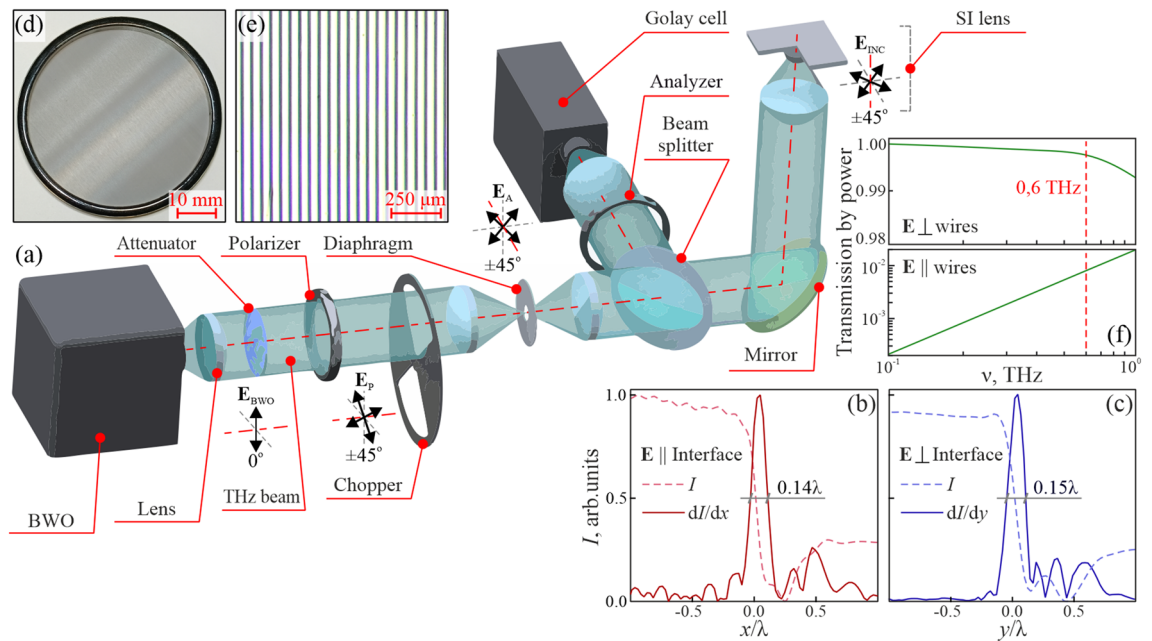 (d)
10 mm
(e)
250 μm
Golay cell
Analyzer
Beam
splitter
SI lens
E_INC
±45°
E_A
±45°
(a)
Attenuator
Polarizer
Diaphragm
BWO
Lens
THz beam
Chopper
Mirror
E_BWO
0°
E_P
±45°
Transmission by power
1.00
0.99
0.98
0,6 THz
E ⊥ wires
E ∥ wires
10⁻²
10⁻³
(f)
10⁻¹
10⁰
ν, THz
I, arb.units
1.0
0.5
0.0
(b)
E ∥ Interface
I
dI/dx
0.14λ
-0.5
0.0
0.5
x/λ
(c)
E ⊥ Interface
I
dI/dy
0.15λ
-0.5
0.0
0.5
y/λ